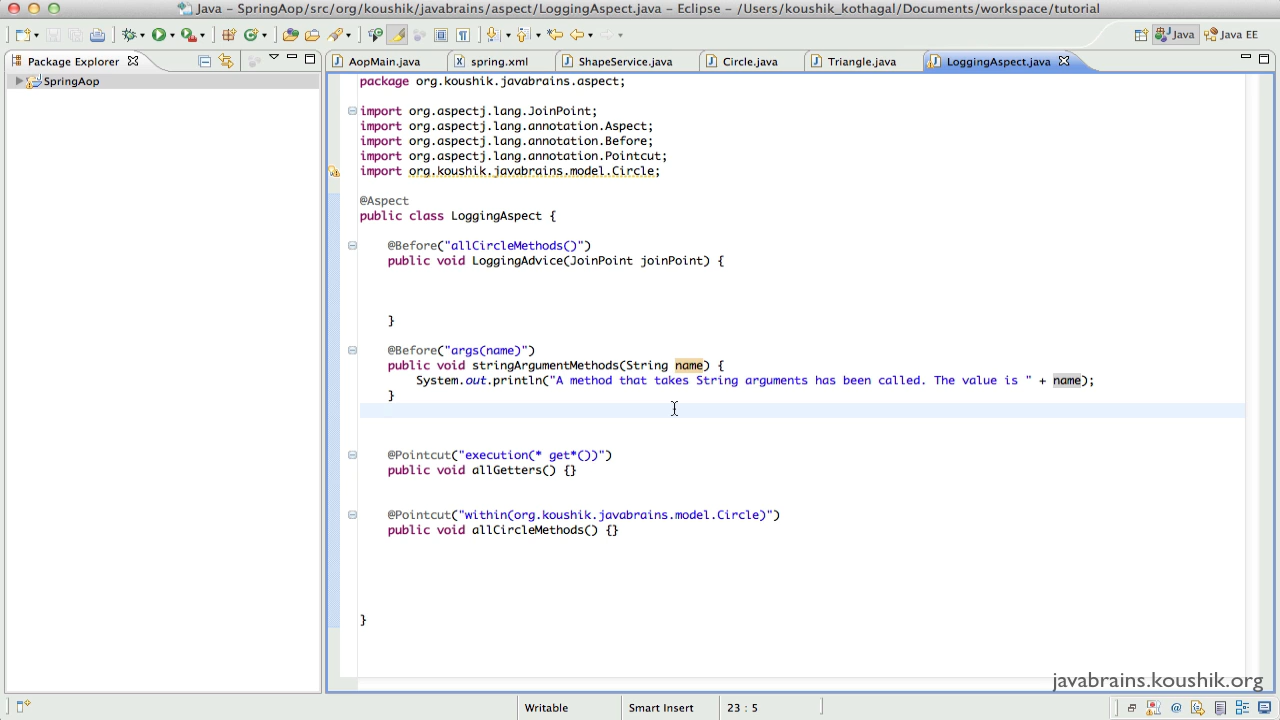 Java - SpringAop/src/org/koushik/javabrains/aspect/LoggingAspect.java - Eclipse - /Users/koushik_kothagal/Documents/workspace/tutorial
Java
Java EE
Package Explorer
AopMain.java
spring.xml
ShapeService.java
Circle.java
Triangle.java
LoggingAspect.java
SpringAop
package org.koushik.javabrains.aspect;
import org.aspectj.lang.JoinPoint;
import org.aspectj.lang.annotation.Aspect;
import org.aspectj.lang.annotation.Before;
import org.aspectj.lang.annotation.Pointcut;
import org.koushik.javabrains.model.Circle;
@Aspect
public class LoggingAspect {
@Before("allCircleMethods()")
public void LoggingAdvice(JoinPoint joinPoint) {
}
@Before("args(name)")
public void stringArgumentMethods(String name) {
System.out.println("A method that takes String arguments has been called. The value is " + name);
}
@Pointcut("execution(* get*())")
public void allGetters() {}
@Pointcut("within(org.koushik.javabrains.model.Circle)")
public void allCircleMethods() {}
}
javabrains.koushik.org
Writable
Smart Insert
23 : 5